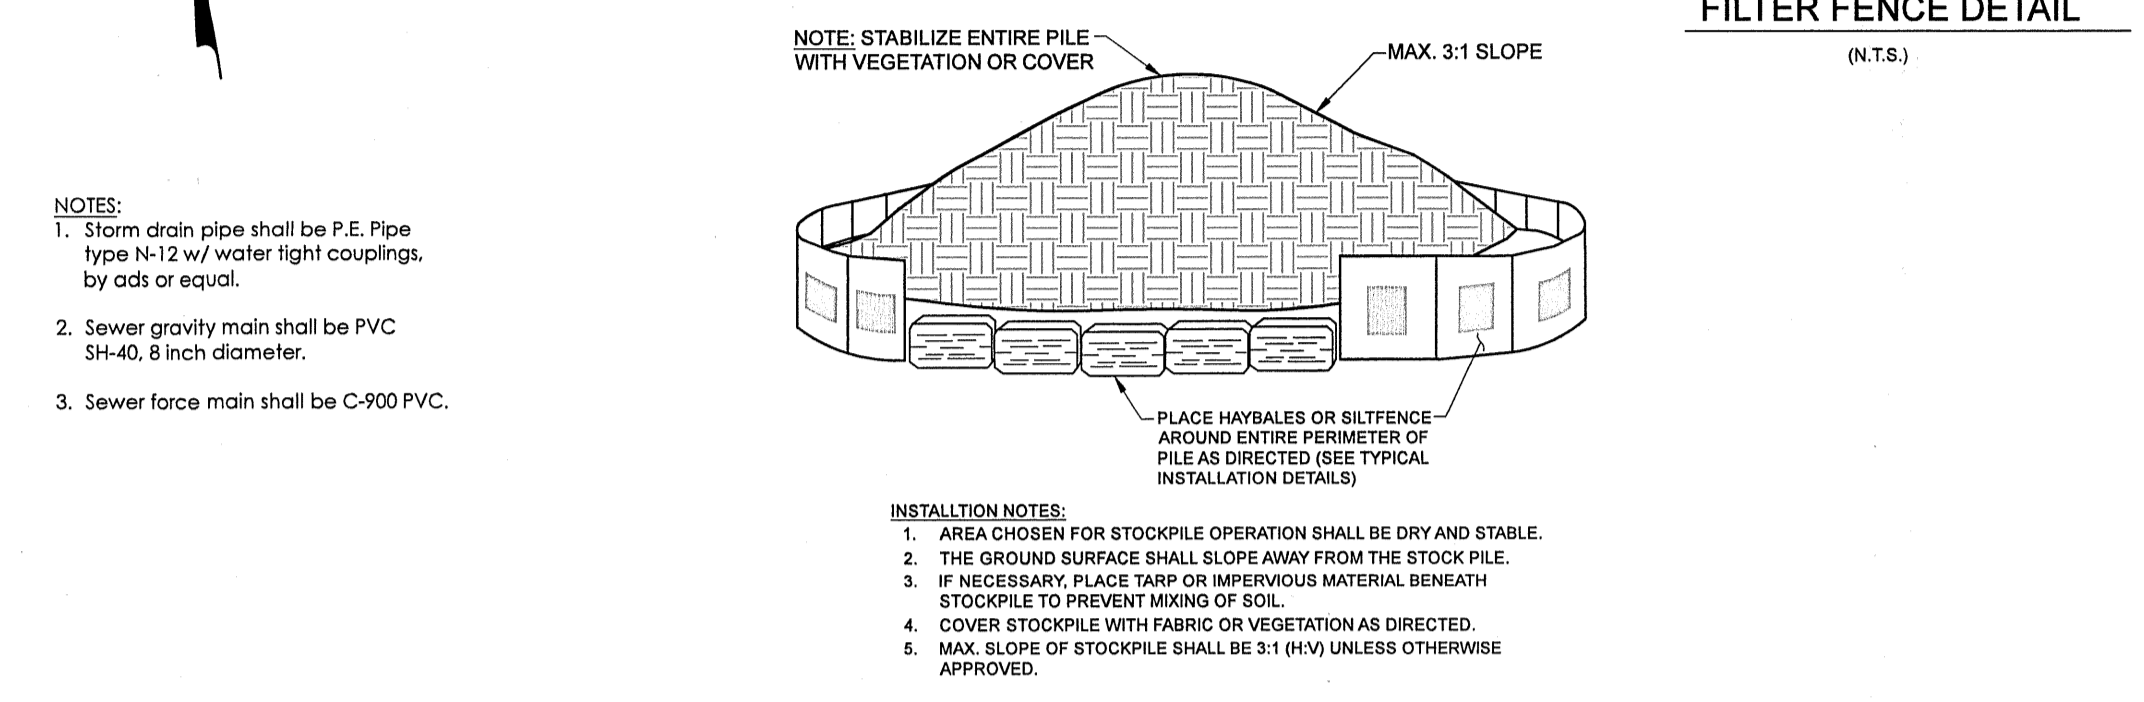 FILTER FENCE DETAIL
(N.T.S.)
NOTE: STABILIZE ENTIRE PILE
WITH VEGETATION OR COVER
MAX. 3:1 SLOPE
NOTES:
1. Storm drain pipe shall be P.E. Pipe
type N-12 w/ water tight couplings,
by ads or equal.
2. Sewer gravity main shall be PVC
SH-40, 8 inch diameter.
3. Sewer force main shall be C-900 PVC.
PLACE HAYBALES OR SILTFENCE
AROUND ENTIRE PERIMETER OF
PILE AS DIRECTED (SEE TYPICAL
INSTALLATION DETAILS)
INSTALLTION NOTES:
1. AREA CHOSEN FOR STOCKPILE OPERATION SHALL BE DRY AND STABLE.
2. THE GROUND SURFACE SHALL SLOPE AWAY FROM THE STOCK PILE.
3. IF NECESSARY, PLACE TARP OR IMPERVIOUS MATERIAL BENEATH
STOCKPILE TO PREVENT MIXING OF SOIL.
4. COVER STOCKPILE WITH FABRIC OR VEGETATION AS DIRECTED.
5. MAX. SLOPE OF STOCKPILE SHALL BE 3:1 (H:V) UNLESS OTHERWISE
APPROVED.